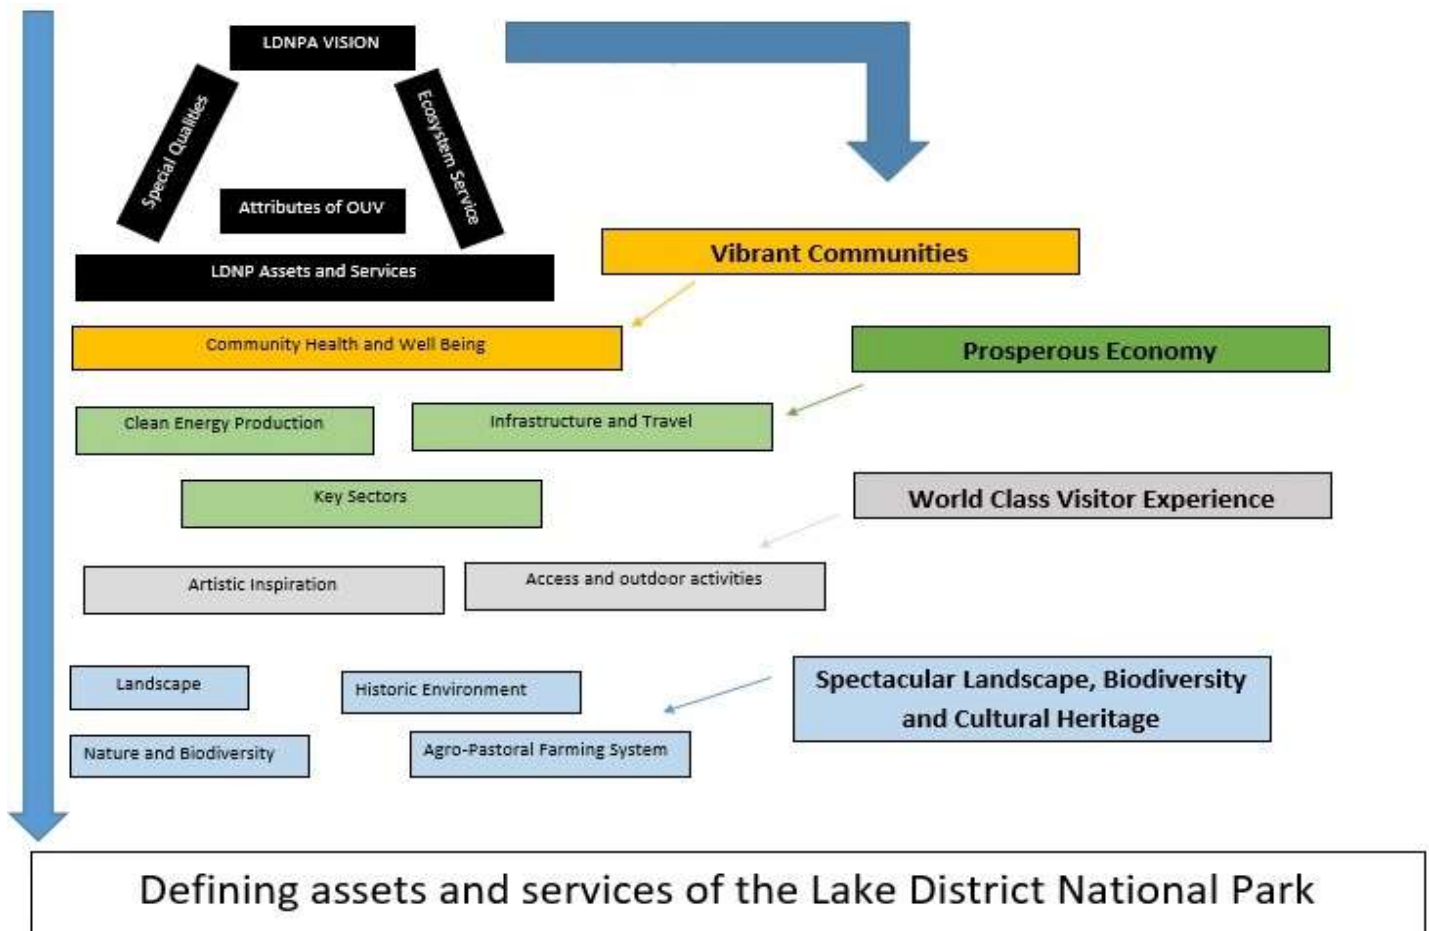 LDNPA VISION
Special Qualities
Ecosystem Service
Attributes of OUV
LDNP Assets and Services
Vibrant Communities
Community Health and Well Being
Prosperous Economy
Clean Energy Production
Infrastructure and Travel
Key Sectors
World Class Visitor Experience
Artistic Inspiration
Access and outdoor activities
Landscape
Historic Environment
Spectacular Landscape, Biodiversity
and Cultural Heritage
Nature and Biodiversity
Agro-Pastoral Farming System
Defining assets and services of the Lake District National Park